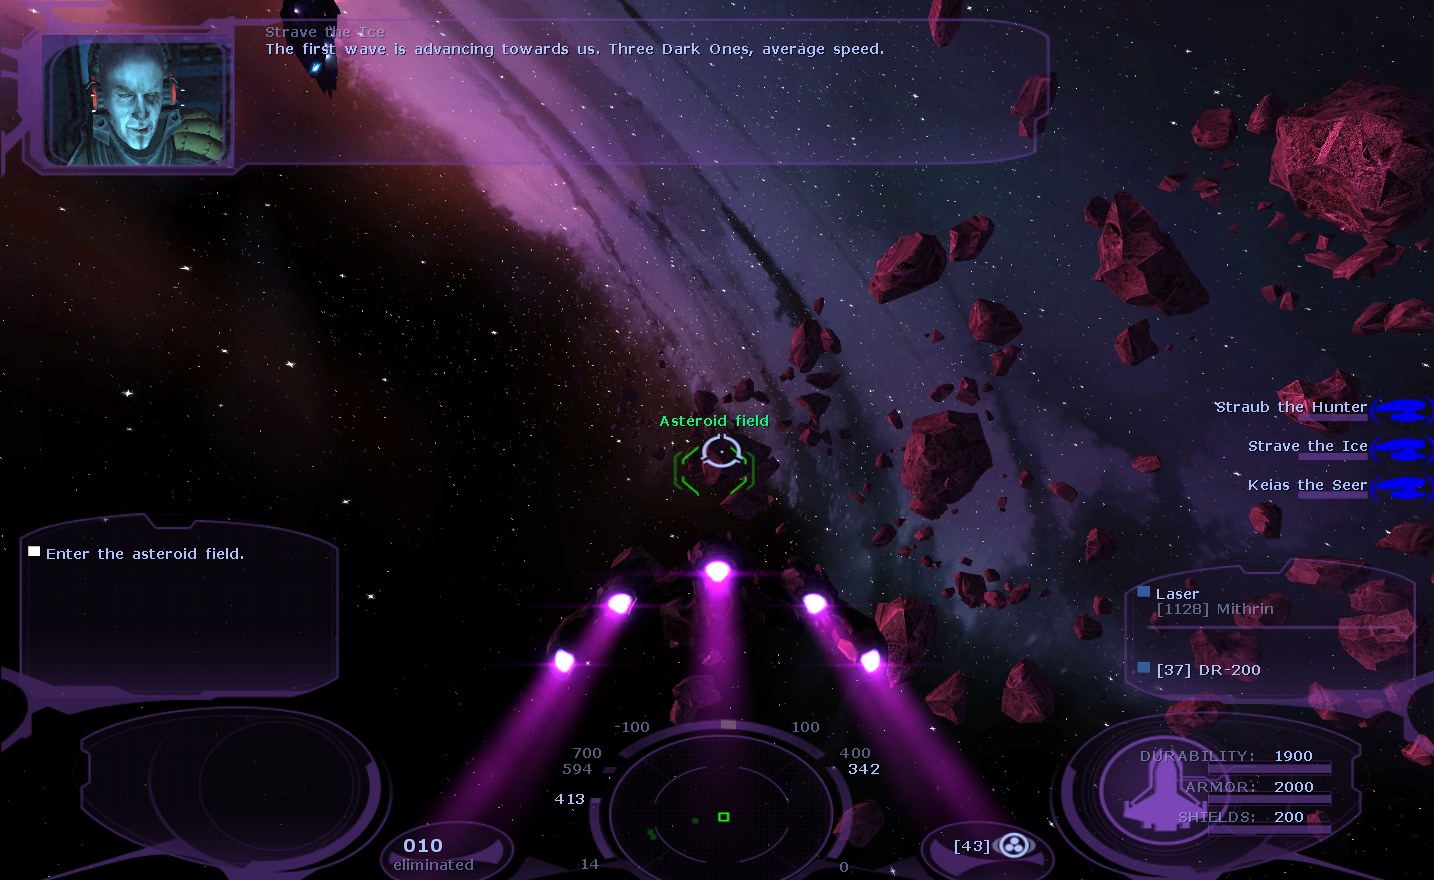 Strave the Ice
The first wave is advancing towards us. Three Dark Ones, average speed.
Asteroid field
Straub the Hunter
Strave the Ice
Keias the Seer
Enter the asteroid field.
Laser
[1128] Mithrin
[37] DR-200
-100
100
700
400
594
342
413
14
0
010
eliminated
[43]
DURABILITY: 1900
ARMOR: 2000
SHIELDS: 200